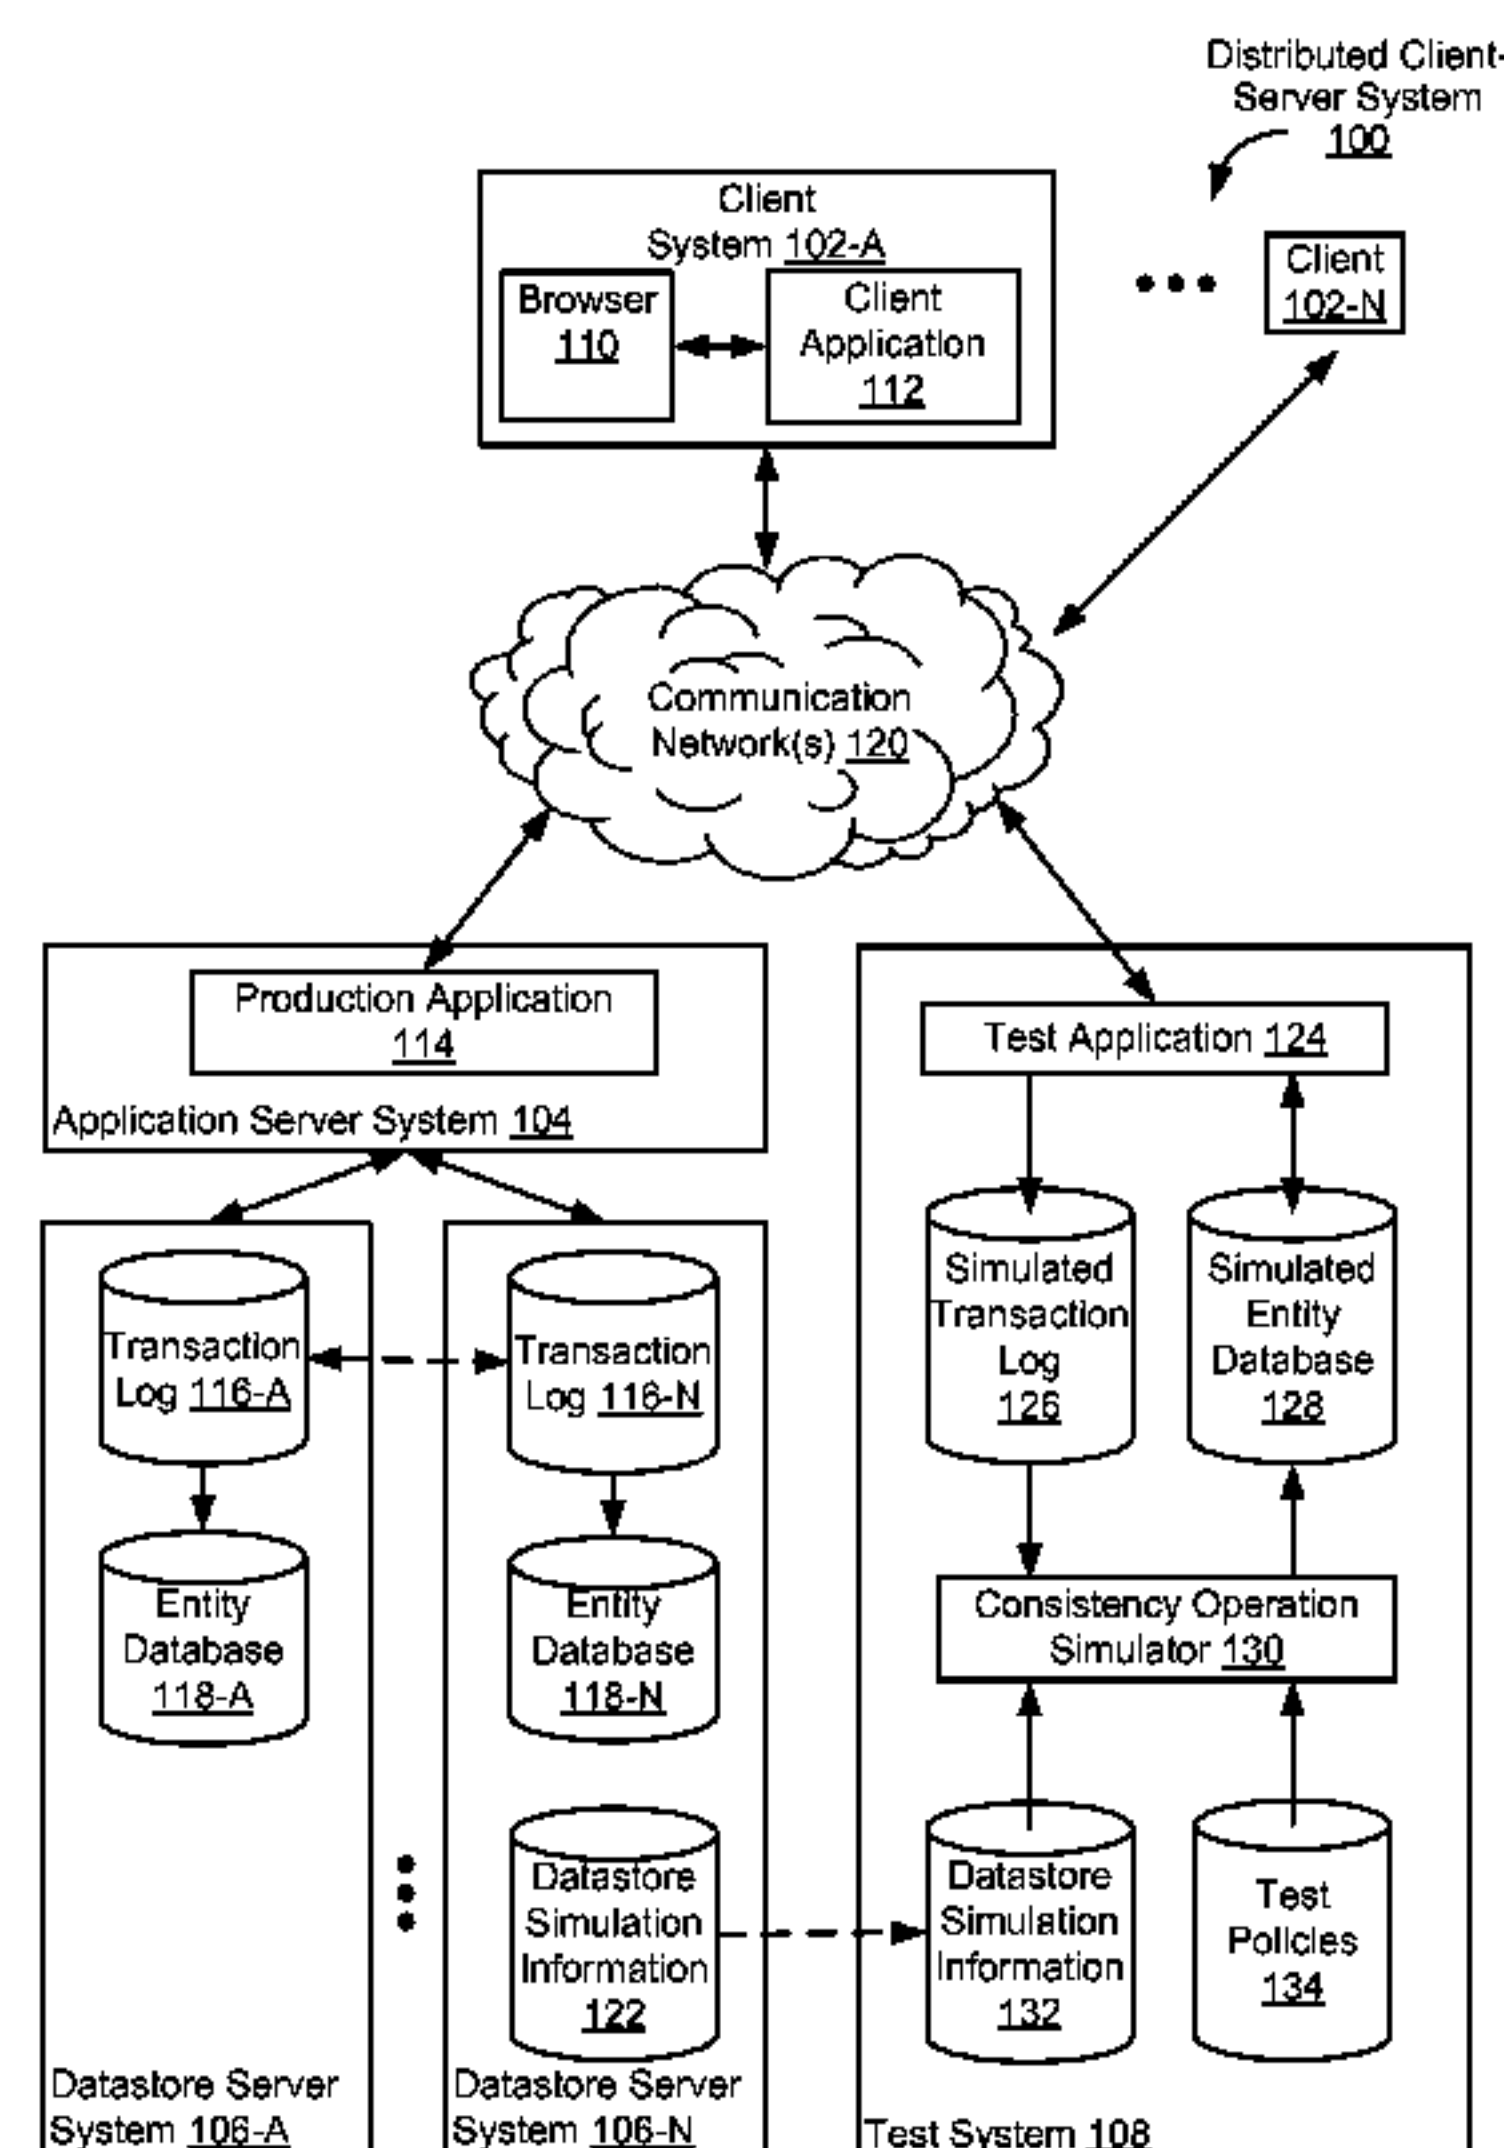 Distributed Client-
Server System
100
Client
System 102-A
Browser
110
Client
Application
112
Client
102-N
Communication
Network(s) 120
Production Application
114
Application Server System 104
Test Application 124
Transaction
Log 116-A
Transaction
Log 116-N
Simulated
Transaction
Log
126
Simulated
Entity
Database
128
Entity
Database
118-A
Entity
Database
118-N
Consistency Operation
Simulator 130
Datastore
Simulation
Information
122
Datastore
Simulation
Information
132
Test
Policies
134
Datastore Server
System 106-A
Datastore Server
System 106-N
Test System 108